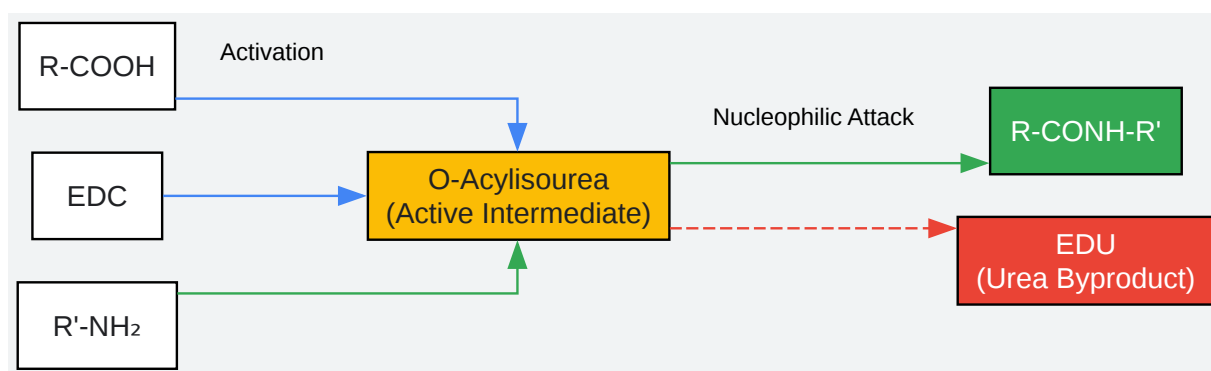 R-COOH
Activation
EDC
R'-NH₂
O-Acylisourea
(Active Intermediate)
Nucleophilic Attack
R-CONH-R'
EDU
(Urea Byproduct)